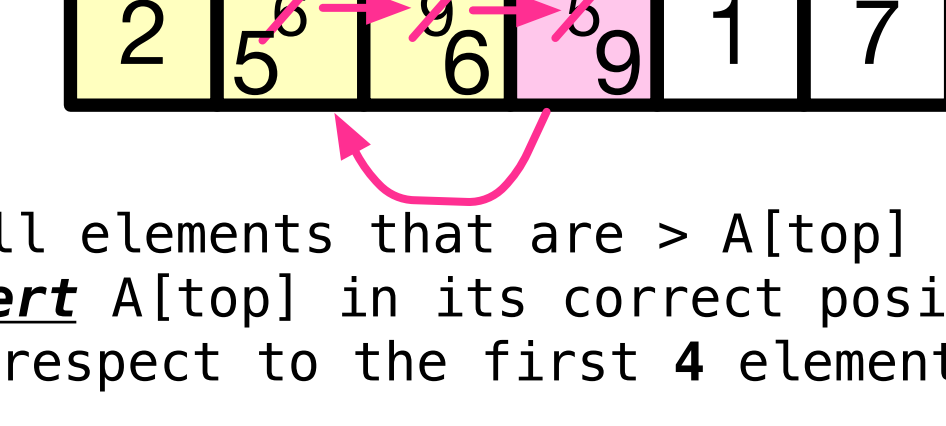 2 6 9 5 1 7
5 6 9
ll elements that are > A[top]
ert A[top] in its correct posi
respect to the first 4 element